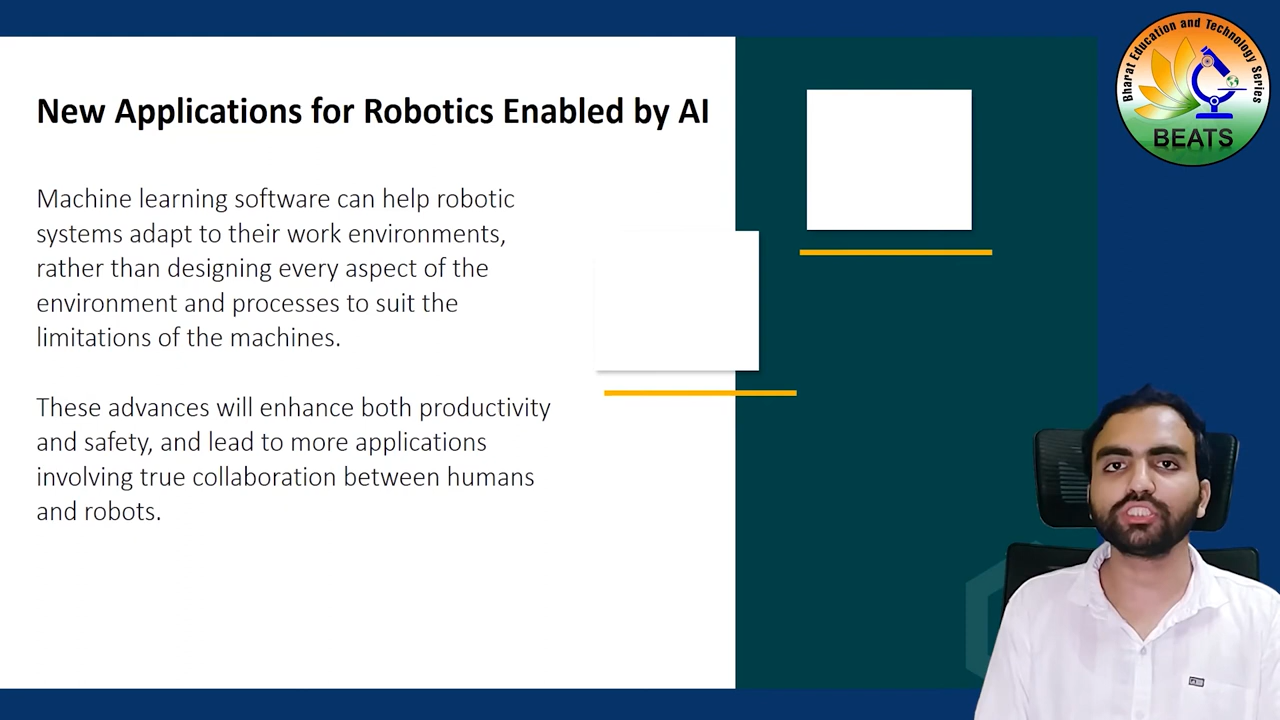 New Applications for Robotics Enabled by AI
Machine learning software can help robotic
systems adapt to their work environments,
rather than designing every aspect of the
environment and processes to suit the
limitations of the machines.
These advances will enhance both productivity
and safety, and lead to more applications
involving true collaboration between humans
and robots.
Bharat Education and Technology Series
BEATS